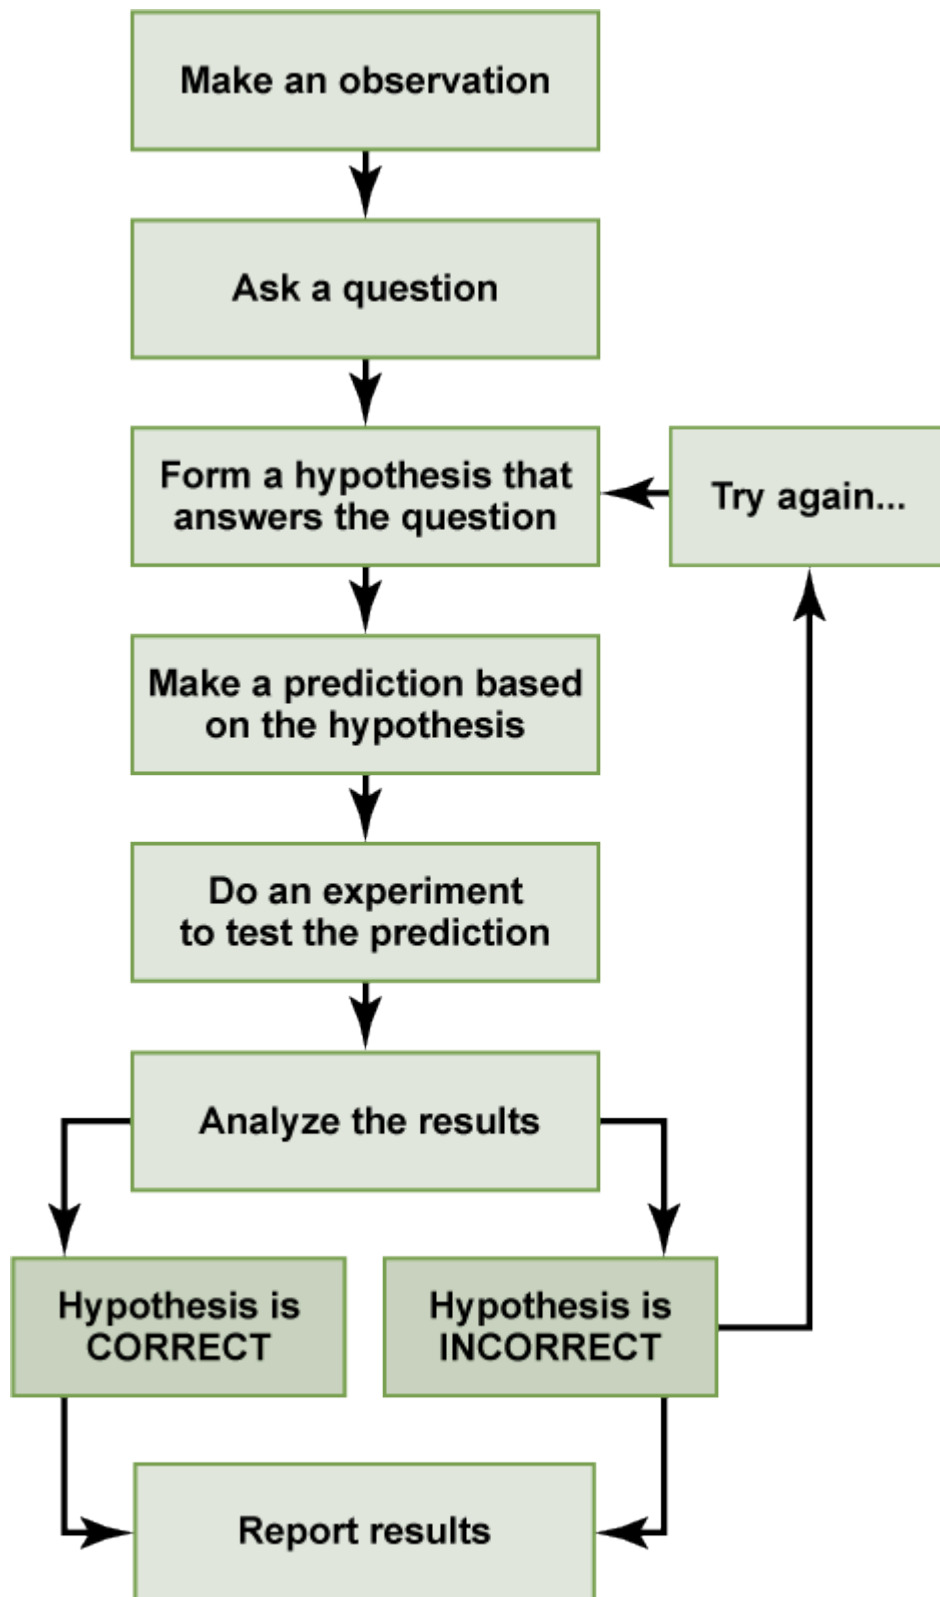 Make an observation
Ask a question
Form a hypothesis that
answers the question
Try again...
Make a prediction based
on the hypothesis
Do an experiment
to test the prediction
Analyze the results
Hypothesis is
CORRECT
Hypothesis is
INCORRECT
Report results